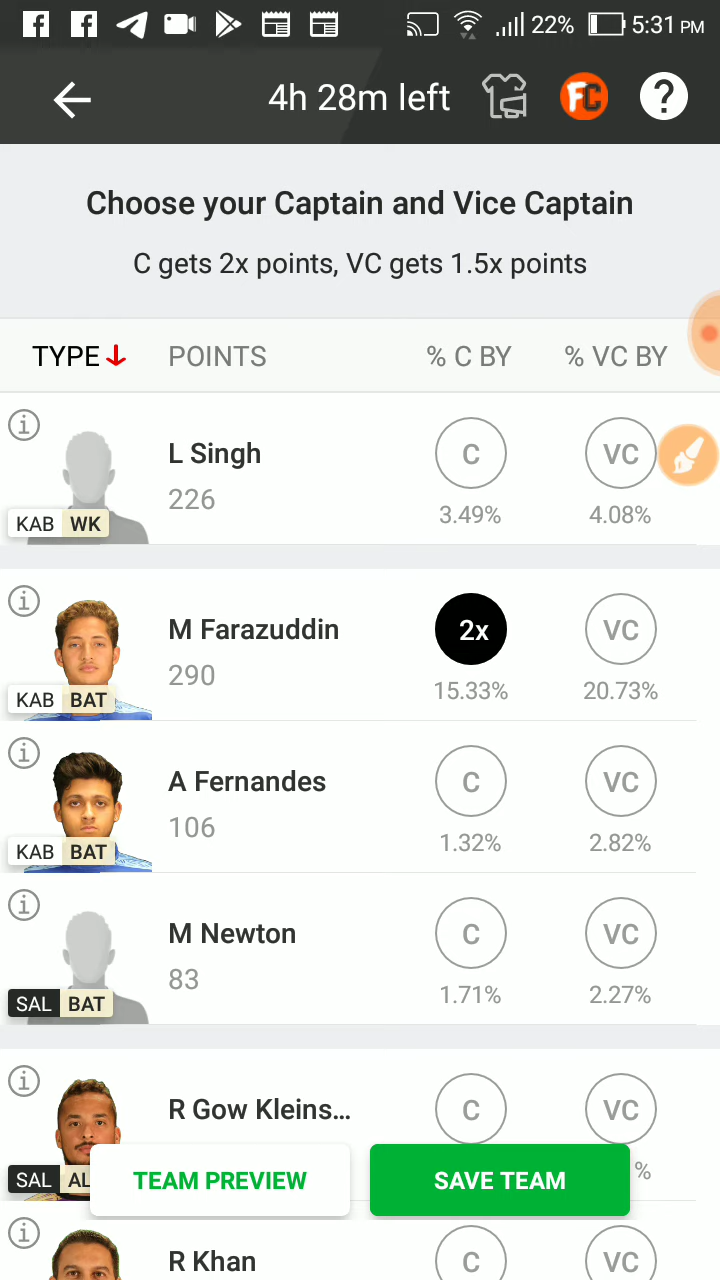 22% 5:31 PM
4h 28m left FC ?
Choose your Captain and Vice Captain
C gets 2x points, VC gets 1.5x points
TYPE POINTS % C BY % VC BY
L Singh C VC
226
KAB WK 3.49% 4.08%
M Farazuddin 2x VC
290
KAB BAT 15.33% 20.73%
A Fernandes C VC
106
KAB BAT 1.32% 2.82%
M Newton C VC
83
SAL BAT 1.71% 2.27%
R Gow Kleins... C VC
SAL AL TEAM PREVIEW SAVE TEAM %
R Khan C VC